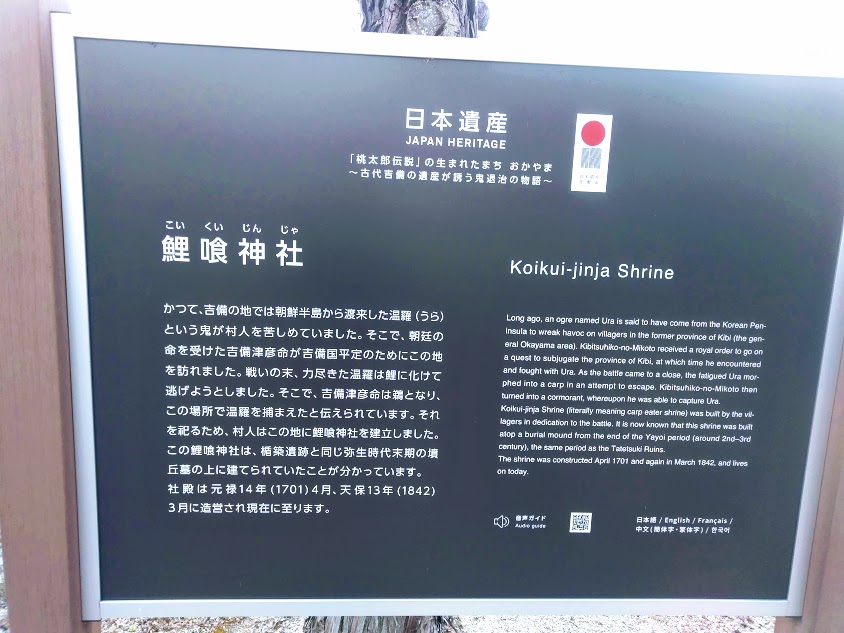 日本遺産
JAPAN HERITAGE
「桃太郎伝説」の生まれたまち おかやま
～古代吉備の遺産が誘う鬼退治の物語～
こい くい じん じゃ
鯉喰神社
かつて、吉備の地では朝鮮半島から渡来した温羅(うら)
という鬼が村人を苦しめていました。そこで、朝廷の
命を受けた吉備津彦命が吉備国平定のためにこの地
を訪れました。戦いの末、力尽きた温羅は鯉に化けて
逃げようとしました。そこで、吉備津彦命は鵜となり、
この場所で温羅を捕まえたと伝えられています。それ
を祀るため、村人はこの地に鯉喰神社を建立しました。
この鯉喰神社は、楯築遺跡と同じ弥生時代末期の墳
丘墓の上に建てられていたことが分かっています。
社殿は元禄14年(1701)4月、天保13年(1842)
3月に造営され現在に至ります。
Koikui-jinja Shrine
Long ago, an ogre named Ura is said to have come from the Korean Pen-
insula to wreak havoc on villagers in the former province of Kibi (the gen-
eral Okayama area). Kibitsuhiko-no-Mikoto received a royal order to go on
a quest to subjugate the province of Kibi, at which time he encountered
and fought with Ura. As the battle came to a close, the fatigued Ura mor-
phed into a carp in an attempt to escape. Kibitsuhiko-no-Mikoto then
turned into a cormorant, whereupon he was able to capture Ura.
Koikui-jinja Shrine (literally meaning carp eater shrine) was built by the vil-
lagers in dedication to the battle. It is now known that this shrine was built
atop a burial mound from the end of the Yayoi period (around 2nd–3rd
century), the same period as the Tatetsuki Ruins.
The shrine was constructed April 1701 and again in March 1842, and lives
on today.
音声ガイド
Audio guide
日本語 / English / Français /
中文(簡体字・繁体字) / 한국어